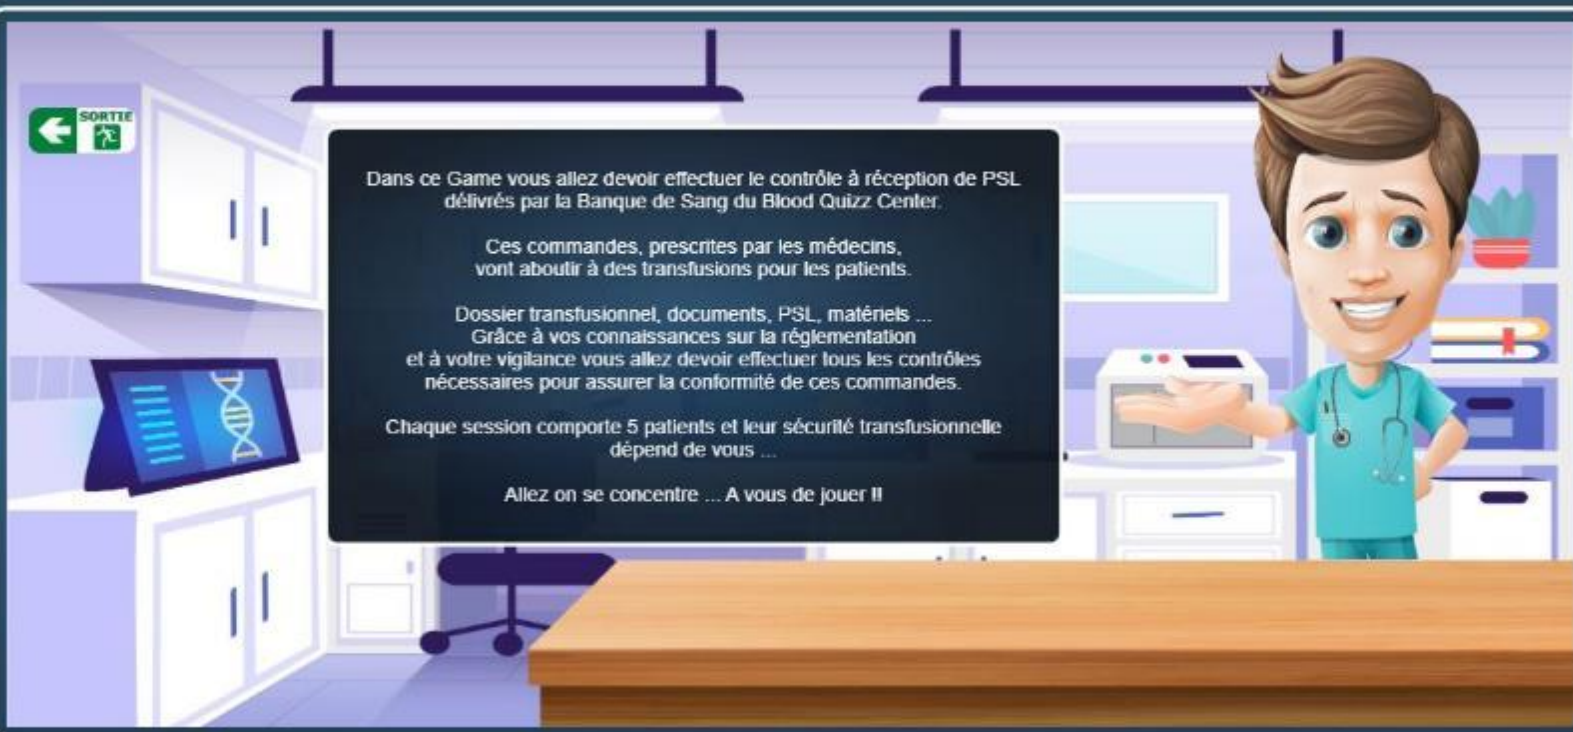 SORTIE
Dans ce Game vous allez devoir effectuer le contrôle à réception de PSL
délivrés par la Banque de Sang du Blood Quizz Center.
Ces commandes, prescrites par les médecins,
vont aboutir à des transfusions pour les patients.
Dossier transfusionnel, documents, PSL, matériels ...
Grâce à vos connaissances sur la réglementation
et à votre vigilance vous allez devoir effectuer tous les contrôles
nécessaires pour assurer la conformité de ces commandes.
Chaque session comporte 5 patients et leur sécurité transfusionnelle
dépend de vous ...
Allez on se concentre ... A vous de jouer !!